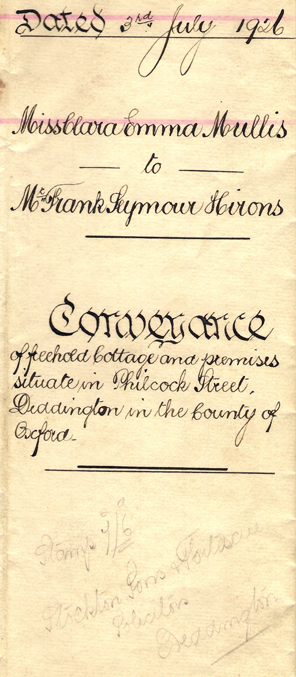 Dated 3rd July 1926
Miss Clara Emma Mullis
to
Mr Frank Seymour Hirons
Conveyance
of freehold Cottage and premises
situate in Philcock Street,
Deddington in the County of
Oxford.
Stamp 7/6
Stockton Sons & Fortescue
Solicitors
Deddington